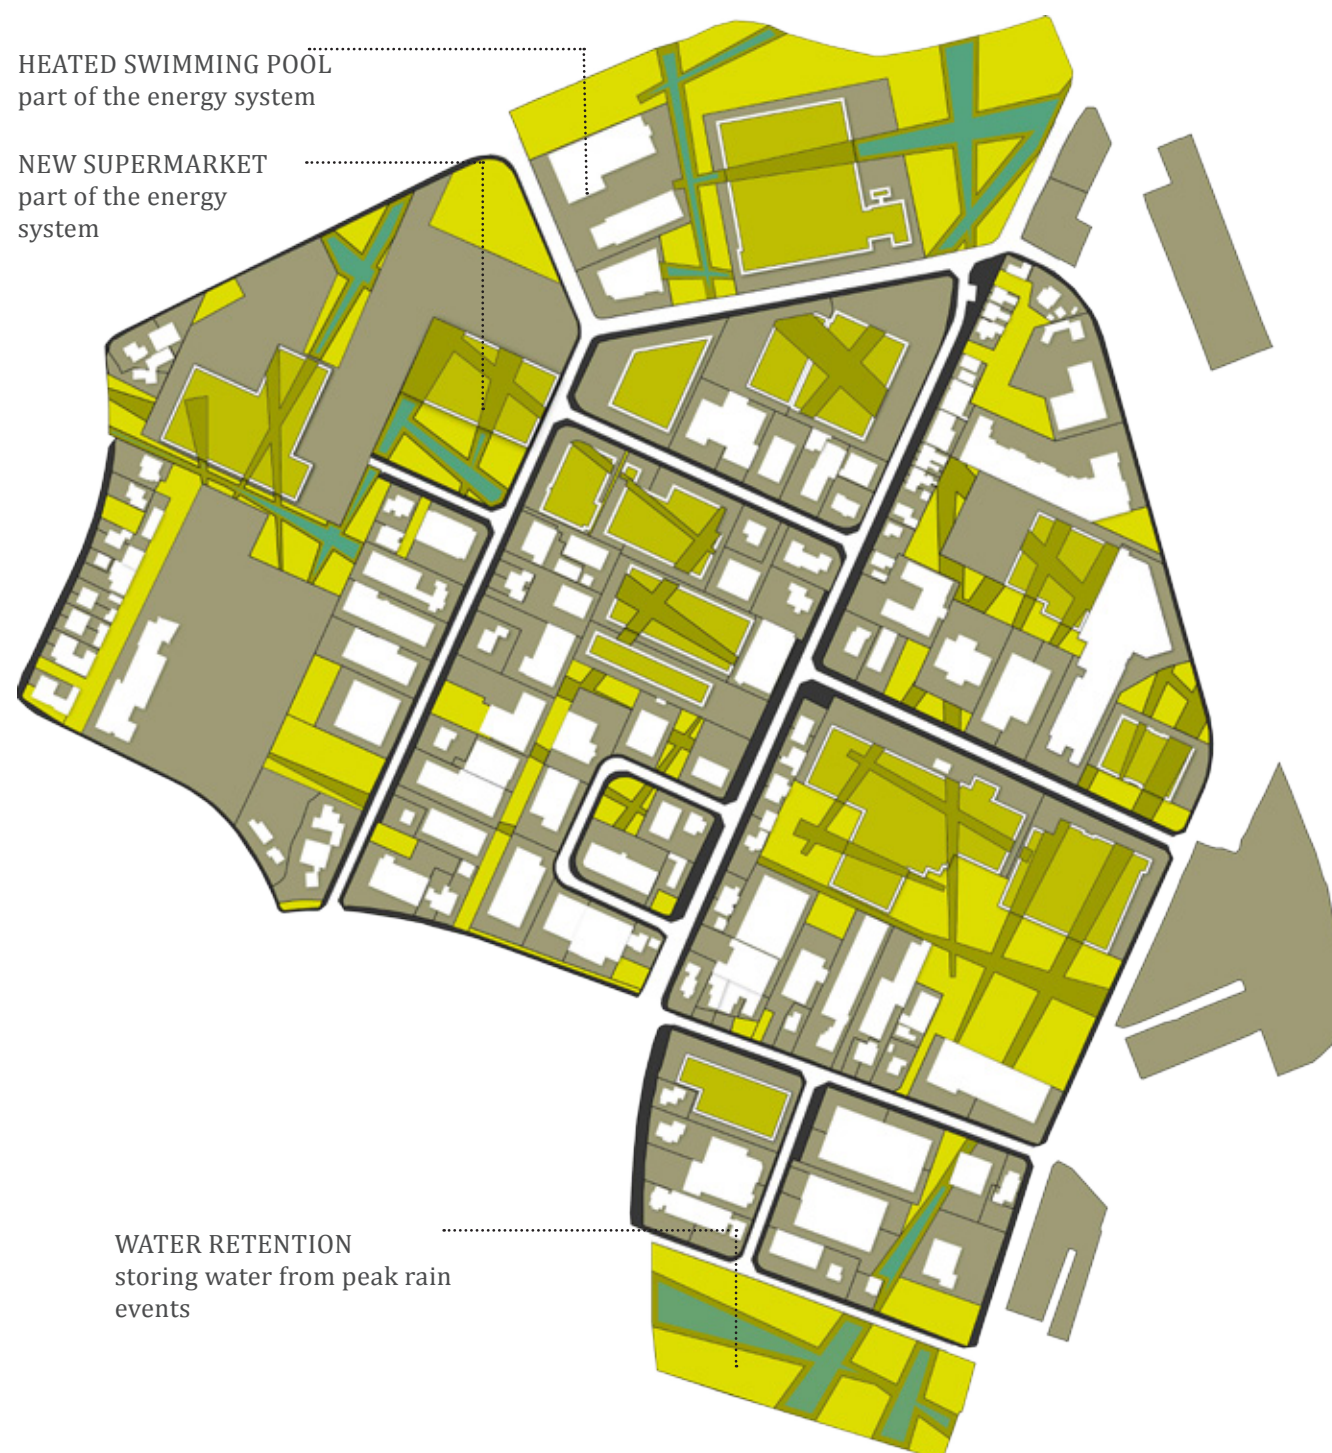 HEATED SWIMMING POOL
part of the energy system
NEW SUPERMARKET
part of the energy
system
WATER RETENTION
storing water from peak rain
events